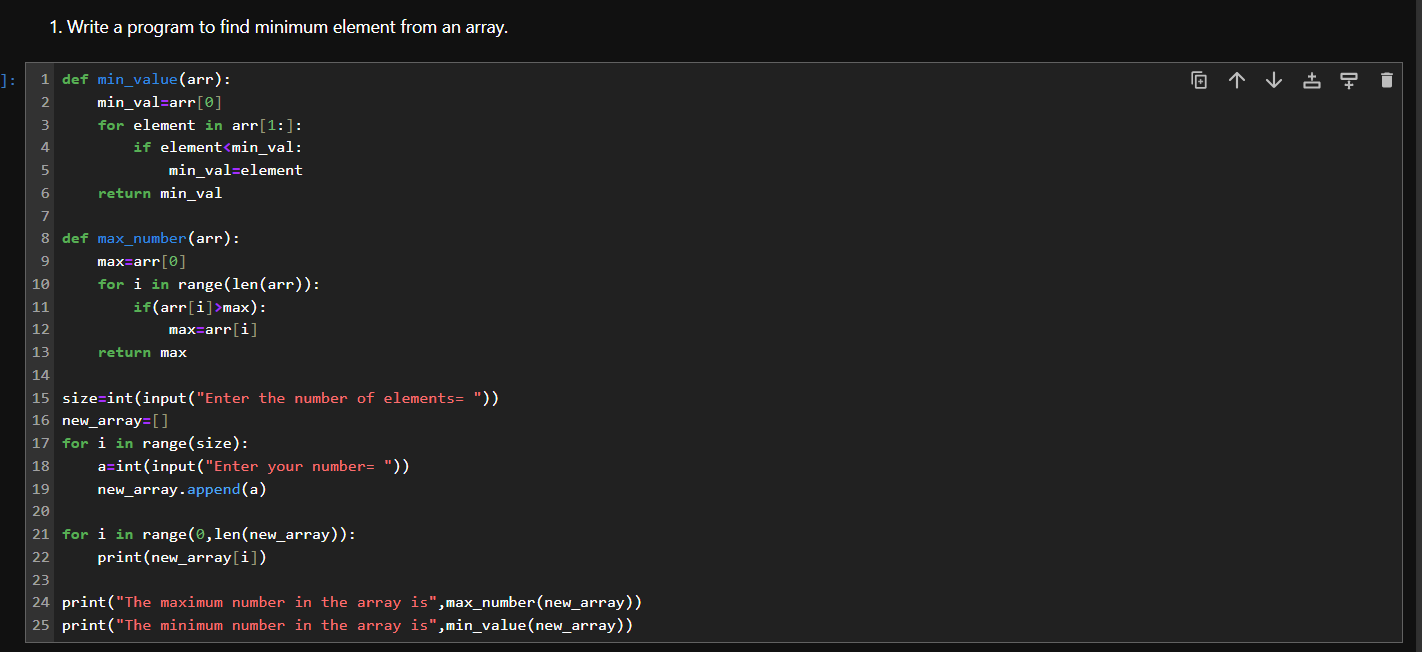 1. Write a program to find minimum element from an array.
]:
1 def min_value(arr):
2     min_val=arr[0]
3     for element in arr[1:]:
4         if element<min_val:
5             min_val=element
6     return min_val
7
8 def max_number(arr):
9     max=arr[0]
10     for i in range(len(arr)):
11         if(arr[i]>max):
12             max=arr[i]
13     return max
14
15 size=int(input("Enter the number of elements= "))
16 new_array=[]
17 for i in range(size):
18     a=int(input("Enter your number= "))
19     new_array.append(a)
20
21 for i in range(0,len(new_array)):
22     print(new_array[i])
23
24 print("The maximum number in the array is",max_number(new_array))
25 print("The minimum number in the array is",min_value(new_array))